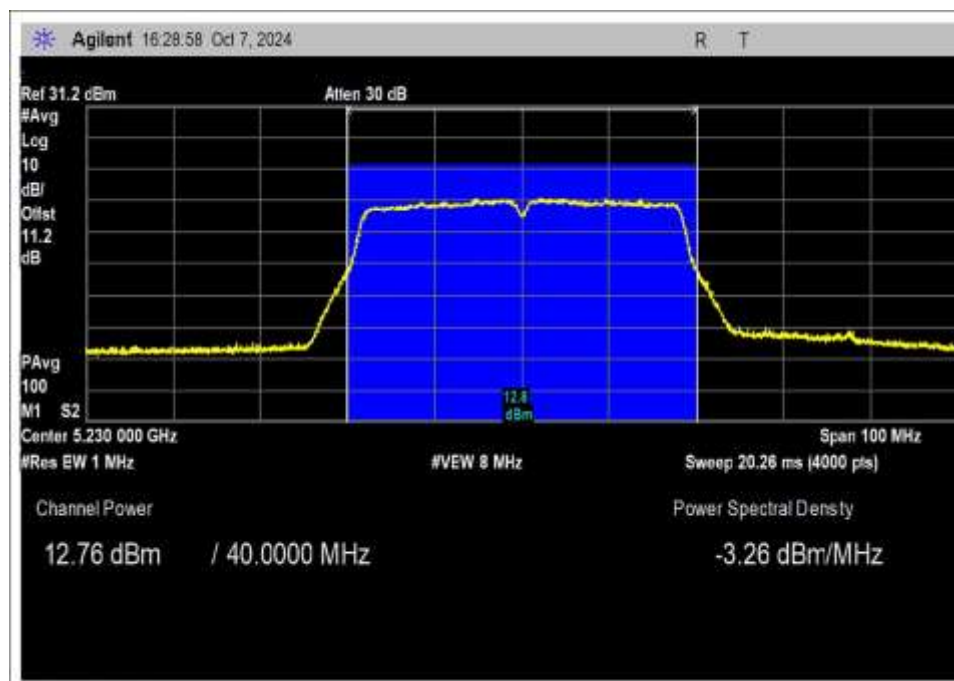 Agilent 16:28:58 Oct 7, 2024 R T
Ref 31.2 dBm Atten 30 dB
#Avg
Log
10
dB/
Offst
11.2
dB
PAvg
100
M1 S2
12.8
dBm
Center 5.230 000 GHz Span 100 MHz
#Res BW 1 MHz #VBW 8 MHz Sweep 20.26 ms (4000 pts)
Channel Power Power Spectral Density
12.76 dBm / 40.0000 MHz -3.26 dBm/MHz